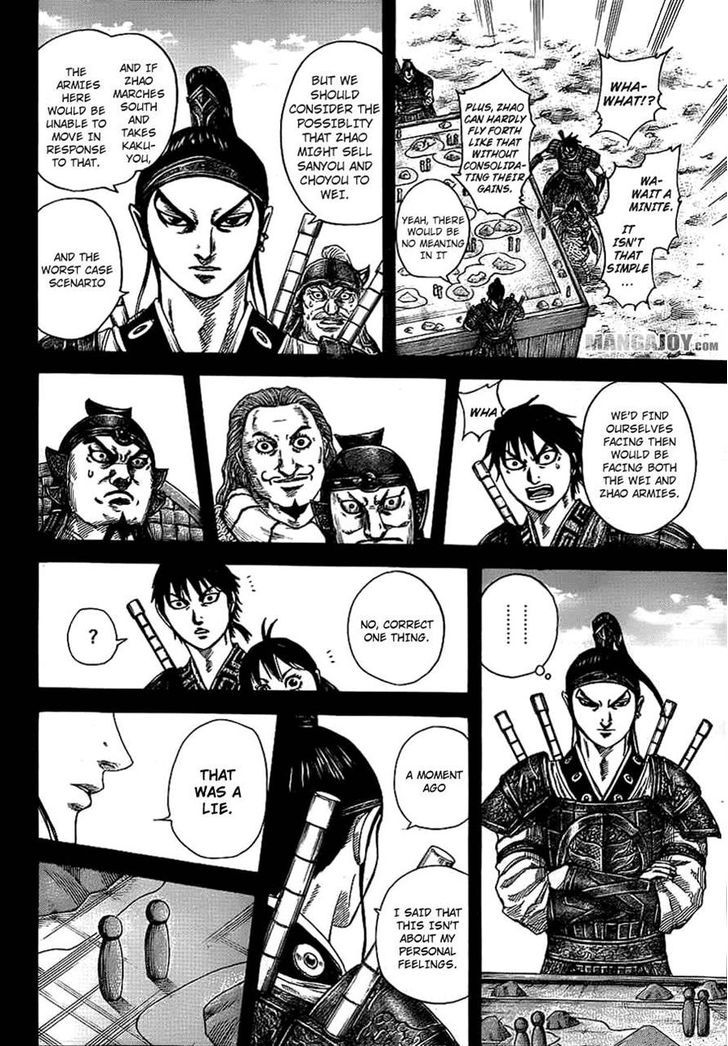 WHA-
WHAT!?
WA-
WAIT A
MINITE.
IT
ISN'T
THAT
SIMPLE
...
PLUS, ZHAO
CAN HARDLY
FLY FORTH
LIKE THAT
WITHOUT
CONSOLIDA-
TING THEIR
GAINS.
YEAH, THERE
WOULD BE
NO MEANING
IN IT
MANGAJOY.COM
BUT WE
SHOULD
CONSIDER THE
POSSIBLITY
THAT ZHAO
MIGHT SELL
SANYOU AND
CHOYOU TO
WEI.
AND IF
ZHAO
MARCHES
SOUTH
AND
TAKES
KAKU-
YOU,
THE
ARMIES
HERE
WOULD BE
UNABLE TO
MOVE IN
RESPONSE
TO THAT.
AND THE
WORST CASE
SCENARIO
WE'D FIND
OURSELVES
FACING THEN
WOULD BE
FACING BOTH
THE WEI AND
ZHAO ARMIES.
WHA
......
NO, CORRECT
ONE THING.
?
A MOMENT
AGO
I SAID THAT
THIS ISN'T
ABOUT MY
PERSONAL
FEELINGS.
THAT
WAS A
LIE.